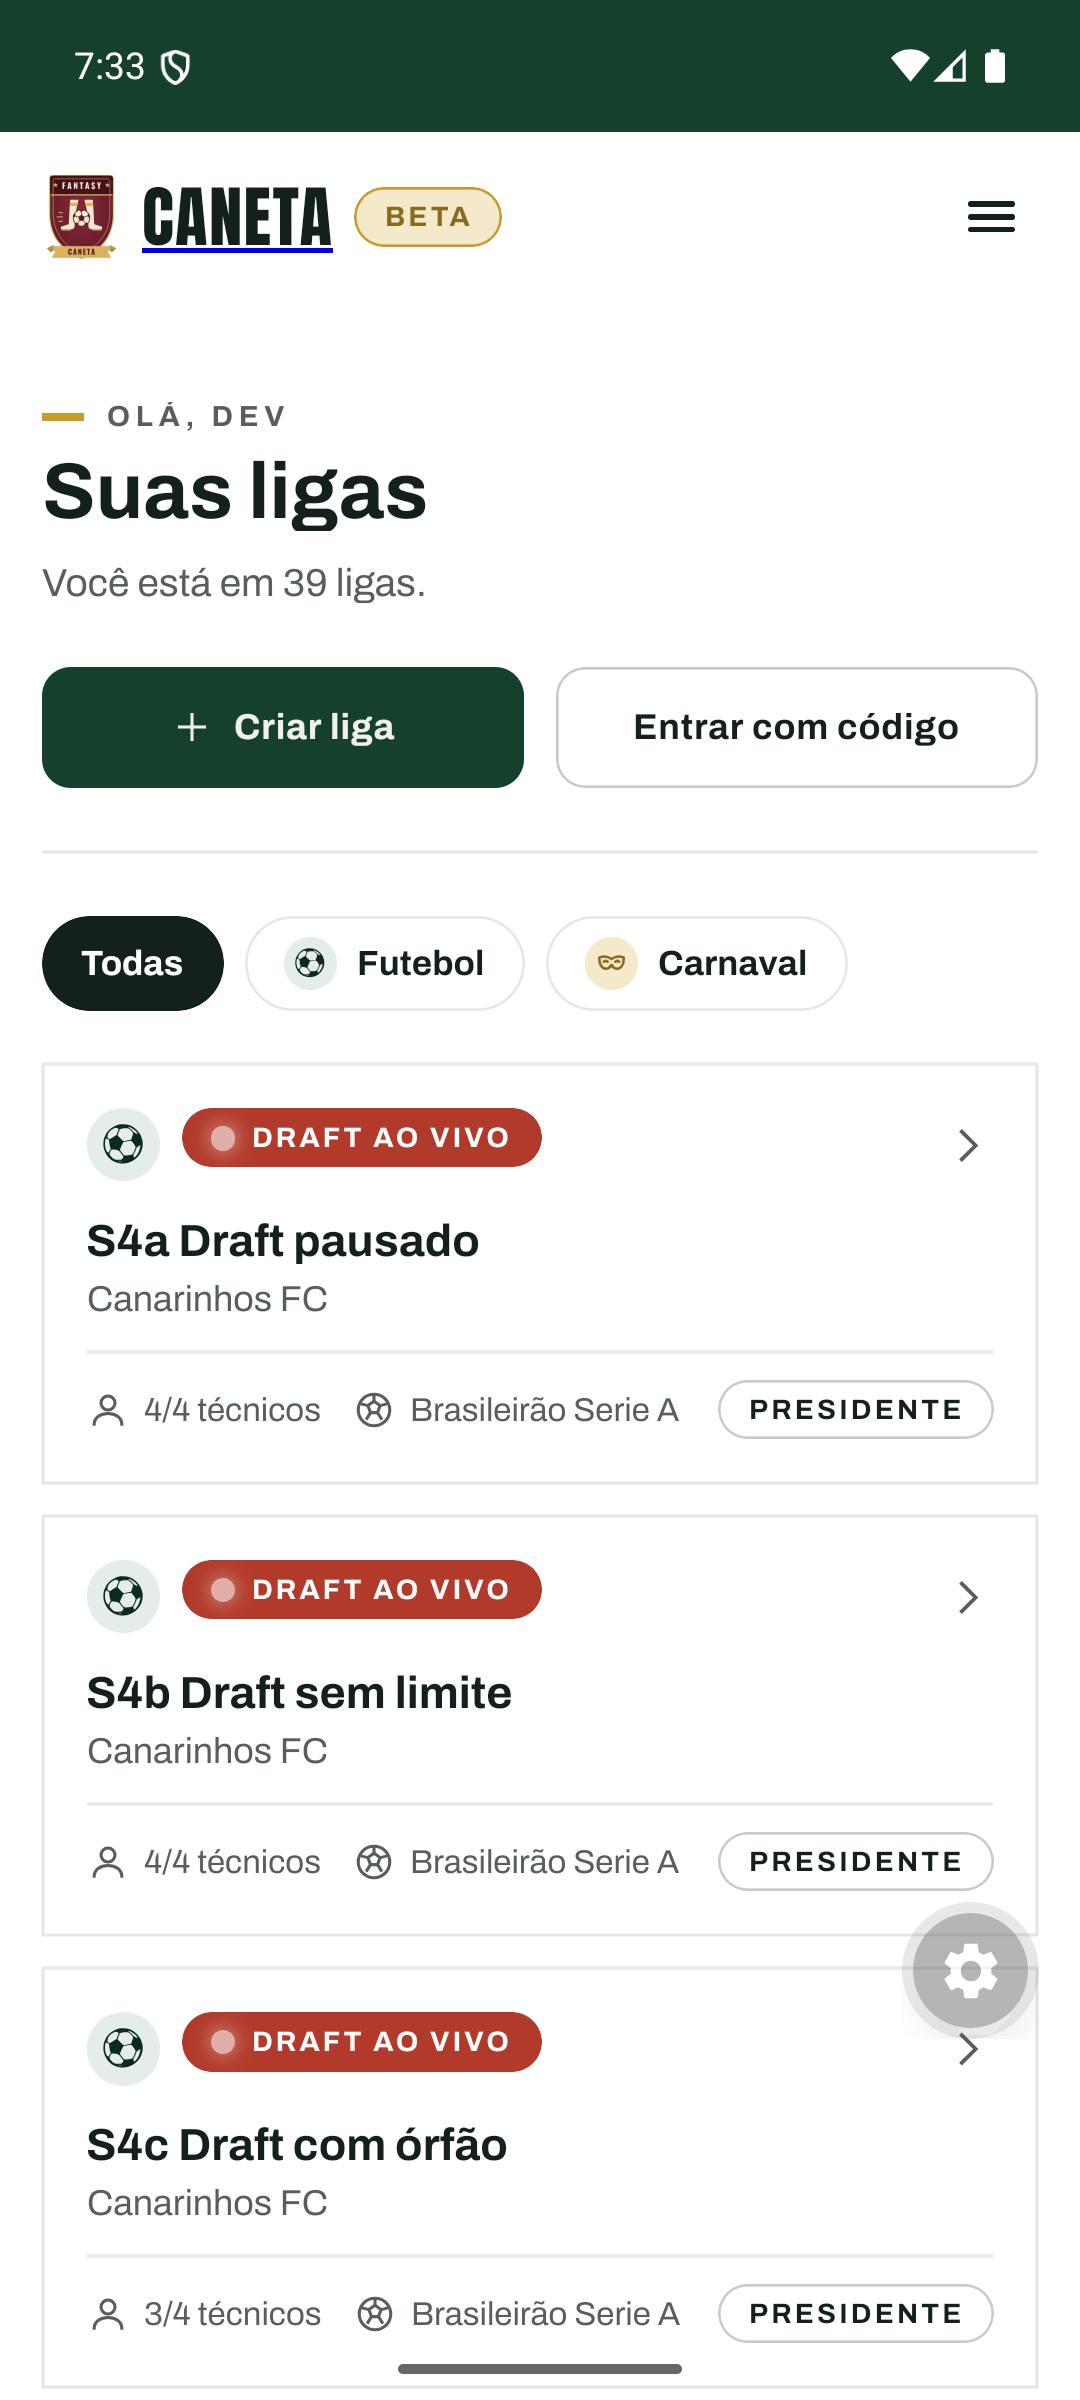 7:33
FANTASY
CANETA
CANETA
BETA
OLÁ, DEV
Suas ligas
Você está em 39 ligas.
Criar liga
Entrar com código
Todas
Futebol
Carnaval
DRAFT AO VIVO
S4a Draft pausado
Canarinhos FC
4/4 técnicos
Brasileirão Serie A
PRESIDENTE
DRAFT AO VIVO
S4b Draft sem limite
Canarinhos FC
4/4 técnicos
Brasileirão Serie A
PRESIDENTE
DRAFT AO VIVO
S4c Draft com órfão
Canarinhos FC
3/4 técnicos
Brasileirão Serie A
PRESIDENTE